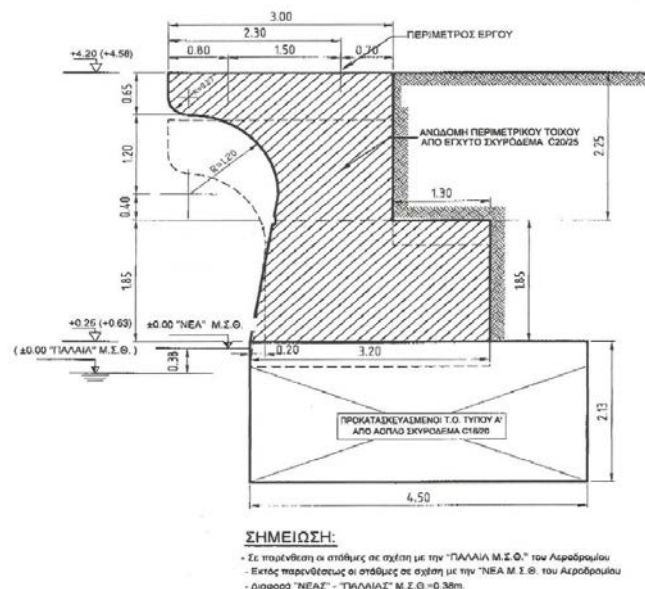 3.00
2.30
0.80 1.50 0.70
ΠΕΡΙΜΕΤΡΟΣ ΕΡΓΟΥ
+4.20 (+4.58)
0.65
ΑΝΩΔΟΜΗ ΠΕΡΙΜΕΤΡΙΚΟΥ ΤΟΙΧΟΥ
ΑΠΟ ΕΓΧΥΤΟ ΣΚΥΡΟΔΕΜΑ C20/25
2.25
1.20
R=1.20
1.30
0.40
1.85
1.85
+0.25 (+0.63)
±0.00 "ΝΕΑ" Μ.Σ.Θ.
(±0.00 "ΠΑΛΑΙΑ" Μ.Σ.Θ.)
0.38
0.20 3.20
ΠΡΟΚΑΤΑΣΚΕΥΑΣΜΕΝΟΙ Τ.Ο. ΤΥΠΟΥ Α'
ΑΠΟ ΑΟΠΛΟ ΣΚΥΡΟΔΕΜΑ C16/20
2.13
4.50
ΣΗΜΕΙΩΣΗ:
- Σε παρένθεση οι στάθμες σε σχέση με την "ΠΑΛΑΙΑ Μ.Σ.Θ." του Αεροδρομίου
- Εκτός παρενθέσεως οι στάθμες σε σχέση με την "ΝΕΑ Μ.Σ.Θ. του Αεροδρομίου
- Διαφορά "ΝΕΑΣ" - "ΠΑΛΑΙΑΣ" Μ.Σ.Θ.=0.38m.